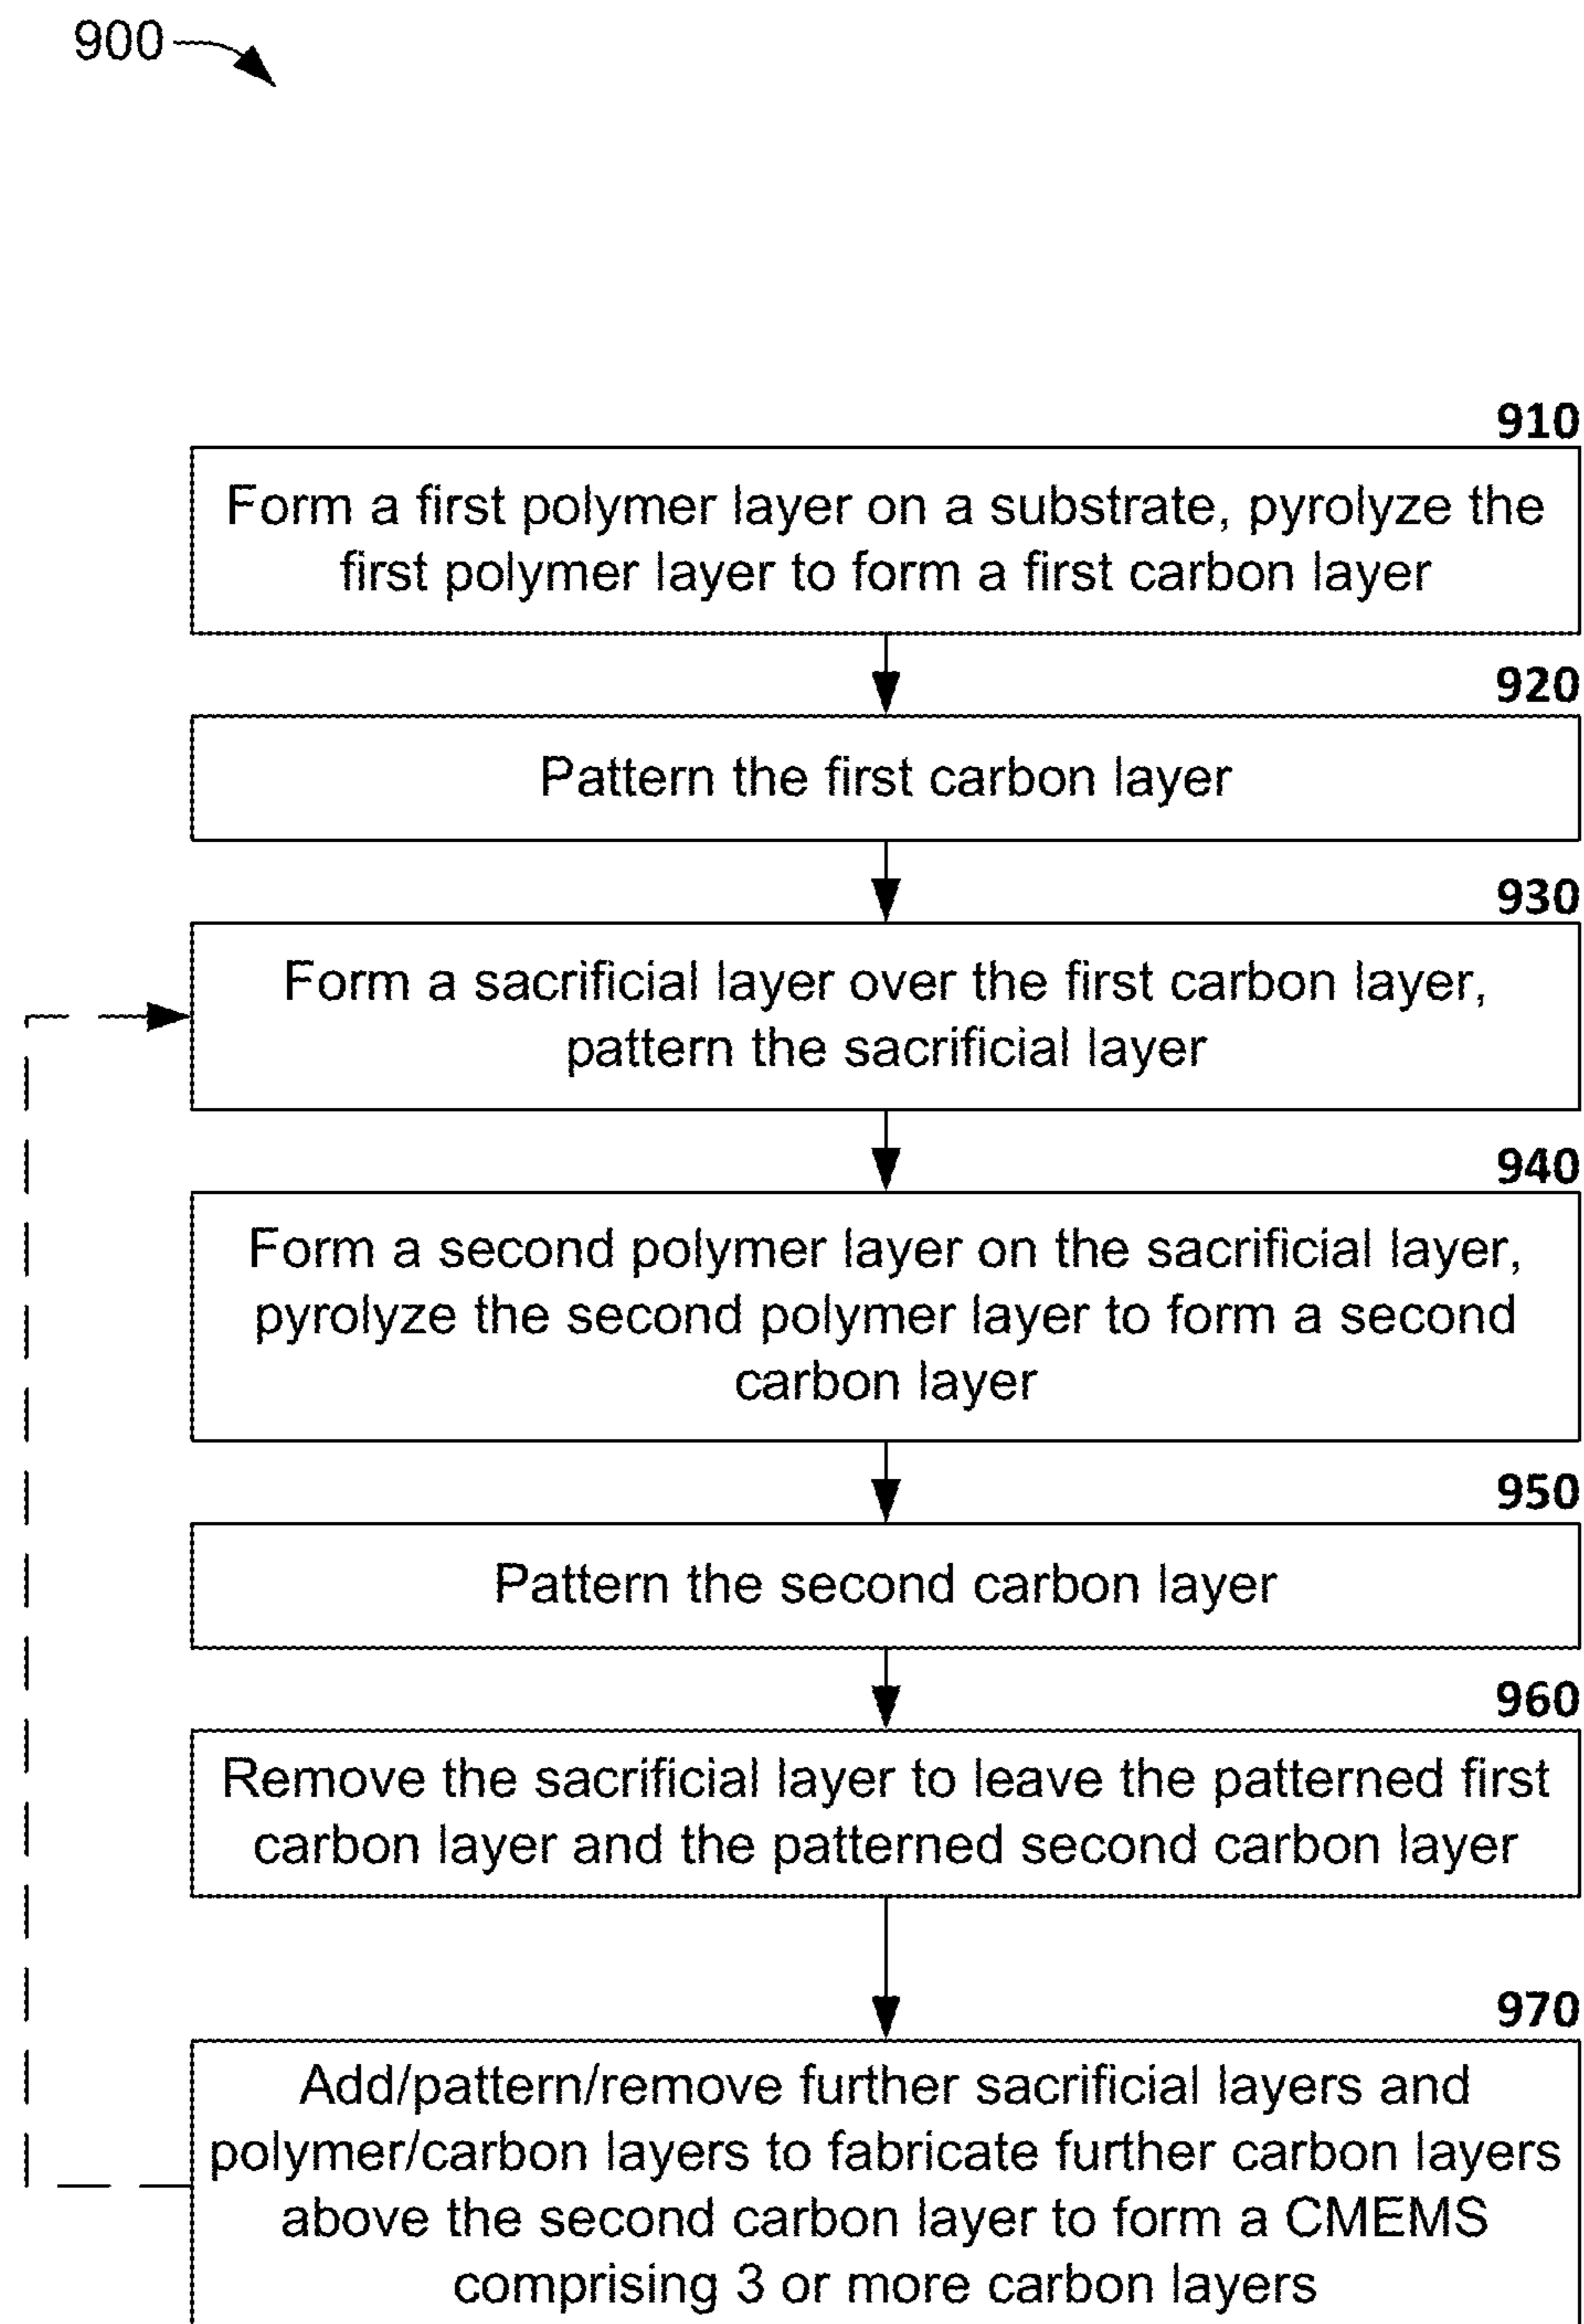 900
910
Form a first polymer layer on a substrate, pyrolyze the
first polymer layer to form a first carbon layer
920
Pattern the first carbon layer
930
Form a sacrificial layer over the first carbon layer,
pattern the sacrificial layer
940
Form a second polymer layer on the sacrificial layer,
pyrolyze the second polymer layer to form a second
carbon layer
950
Pattern the second carbon layer
960
Remove the sacrificial layer to leave the patterned first
carbon layer and the patterned second carbon layer
970
Add/pattern/remove further sacrificial layers and
polymer/carbon layers to fabricate further carbon layers
above the second carbon layer to form a CMEMS
comprising 3 or more carbon layers